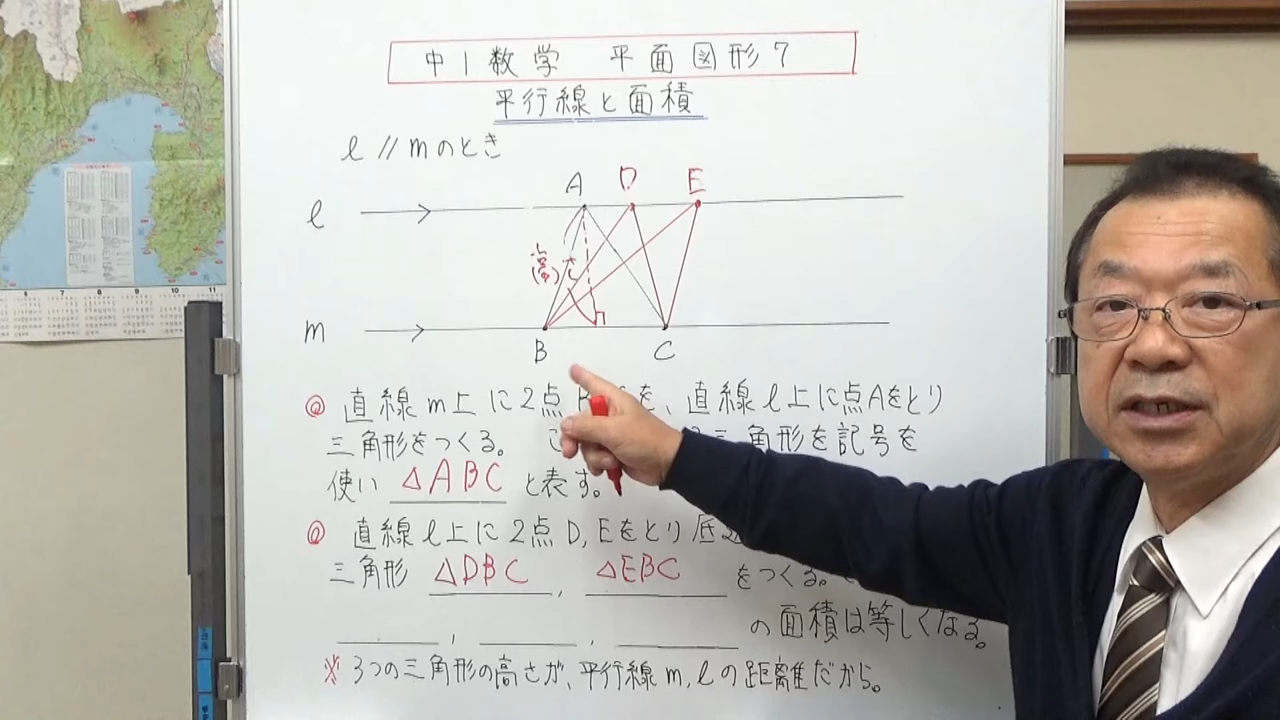 中1数学 平面図形7
平行線と面積
ℓ // mのとき
A D E
ℓ
(高さ)
m
B C
◎ 直線m上に2点B を、直線ℓ上に点Aをとり
三角形をつくる。 こ 角形を記号を
使い △ABC と表す。
◎ 直線ℓ上に2点D,Eをとり底辺
三角形 △DBC , △EBC をつくる。
, , の面積は等しくなる。
※ 3つの三角形の高さが、平行線m,ℓの距離だから。